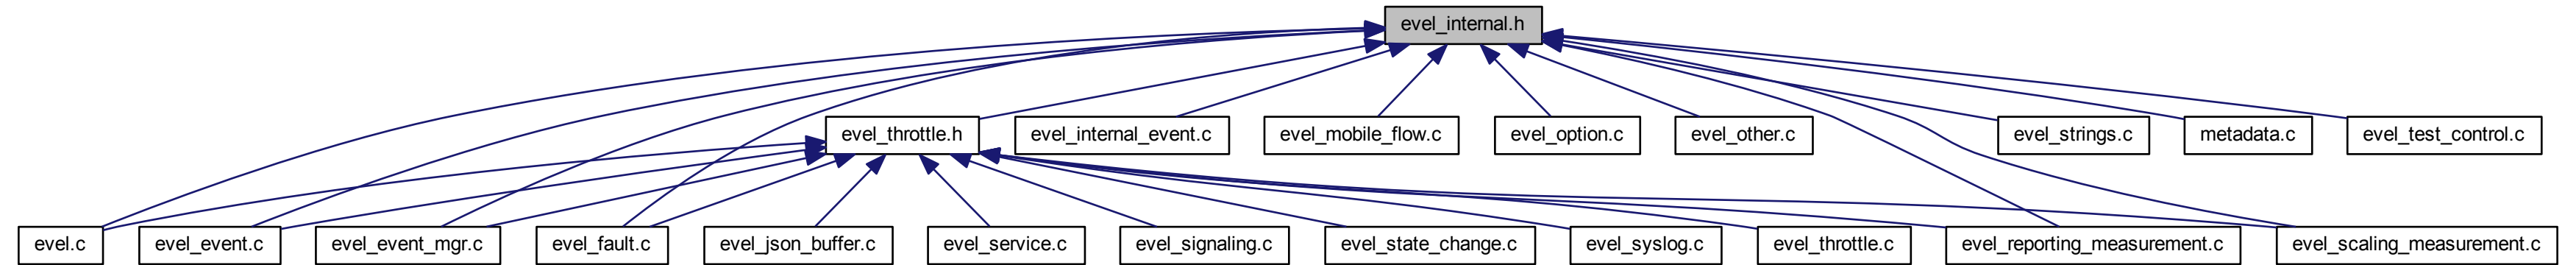 evel_internal.h
evel_throttle.h
evel_internal_event.c
evel_mobile_flow.c
evel_option.c
evel_other.c
evel_strings.c
metadata.c
evel_test_control.c
evel.c
evel_event.c
evel_event_mgr.c
evel_fault.c
evel_json_buffer.c
evel_service.c
evel_signaling.c
evel_state_change.c
evel_syslog.c
evel_throttle.c
evel_reporting_measurement.c
evel_scaling_measurement.c